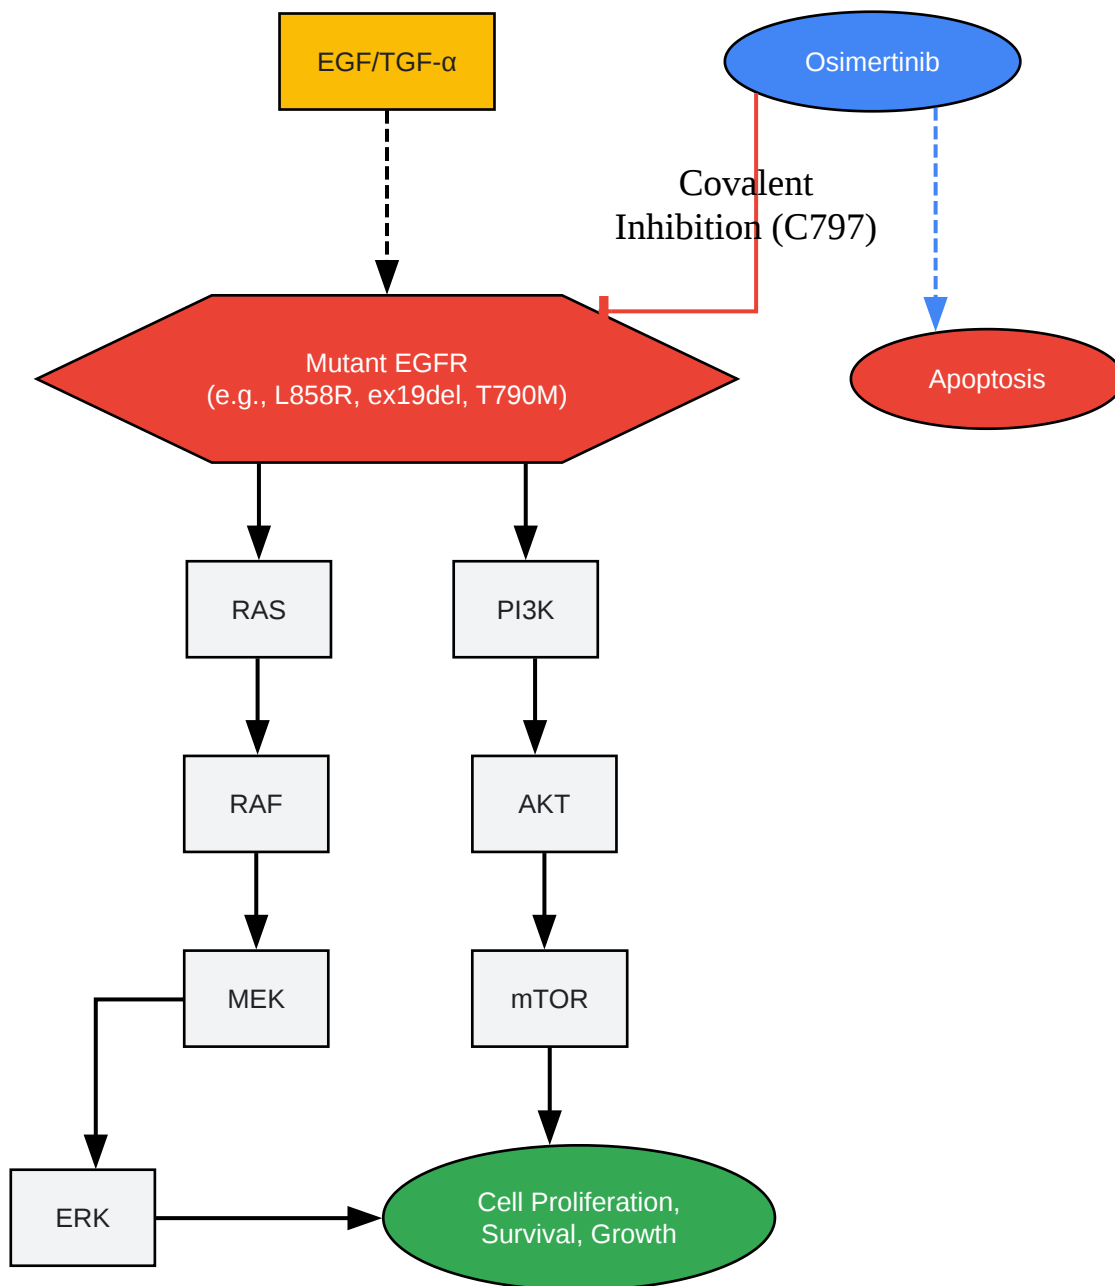 EGF/TGF-α
Osimertinib
Covalent
Inhibition (C797)
Mutant EGFR
(e.g., L858R, ex19del, T790M)
Apoptosis
RAS
PI3K
RAF
AKT
MEK
mTOR
ERK
Cell Proliferation,
Survival, Growth